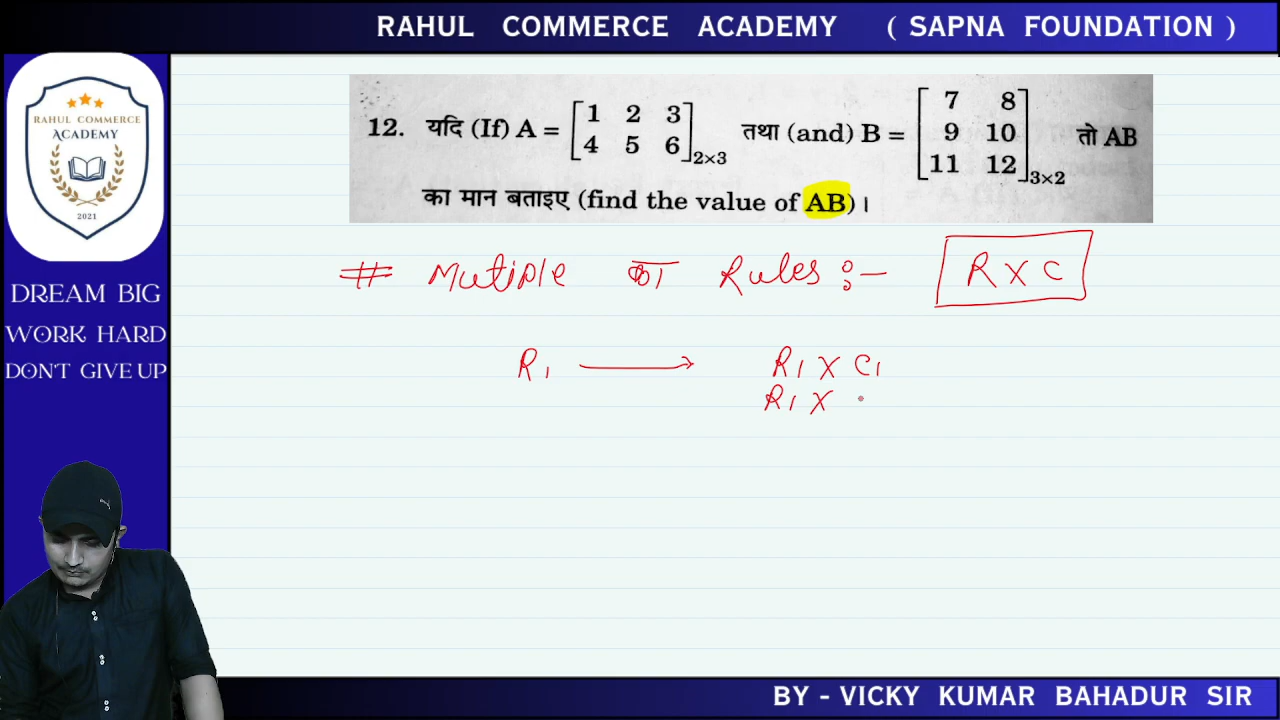 RAHUL COMMERCE ACADEMY ( SAPNA FOUNDATION )
RAHUL COMMERCE
ACADEMY
2021
DREAM BIG
WORK HARD
DON'T GIVE UP
12. यदि (If) A = [1 2 3
4 5 6]2×3 तथा (and) B = [7 8
9 10
11 12]3×2 तो AB
का मान बताइए (find the value of AB)।
# Mutiple का Rules :- R x C
R1 → R1 x C1
R1 x
BY - VICKY KUMAR BAHADUR SIR